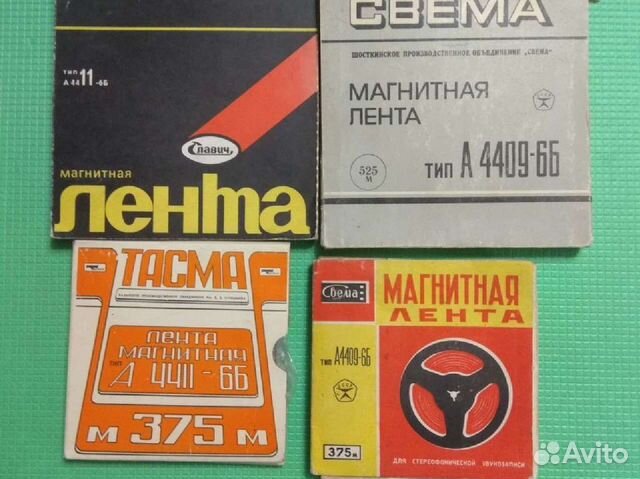 ТИП
А 4411-6Б
Славич
МАГНИТНАЯ
ЛЕНТА
СВЕМА
ШОСТКИНСКОЕ ПРОИЗВОДСТВЕННОЕ ОБЪЕДИНЕНИЕ „СВЕМА"
МАГНИТНАЯ
ЛЕНТА
525
М
ТИП А 4409-6Б
ТАСМА
ЛЕНТА
МАГНИТНАЯ
ТИП
А 4411-6Б
М 375 М
Свема
МАГНИТНАЯ
ЛЕНТА
ТИП А4409-6Б
375м
ДЛЯ СТЕРЕОФОНИЧЕСКОЙ ЗВУКОЗАПИСИ
Avito